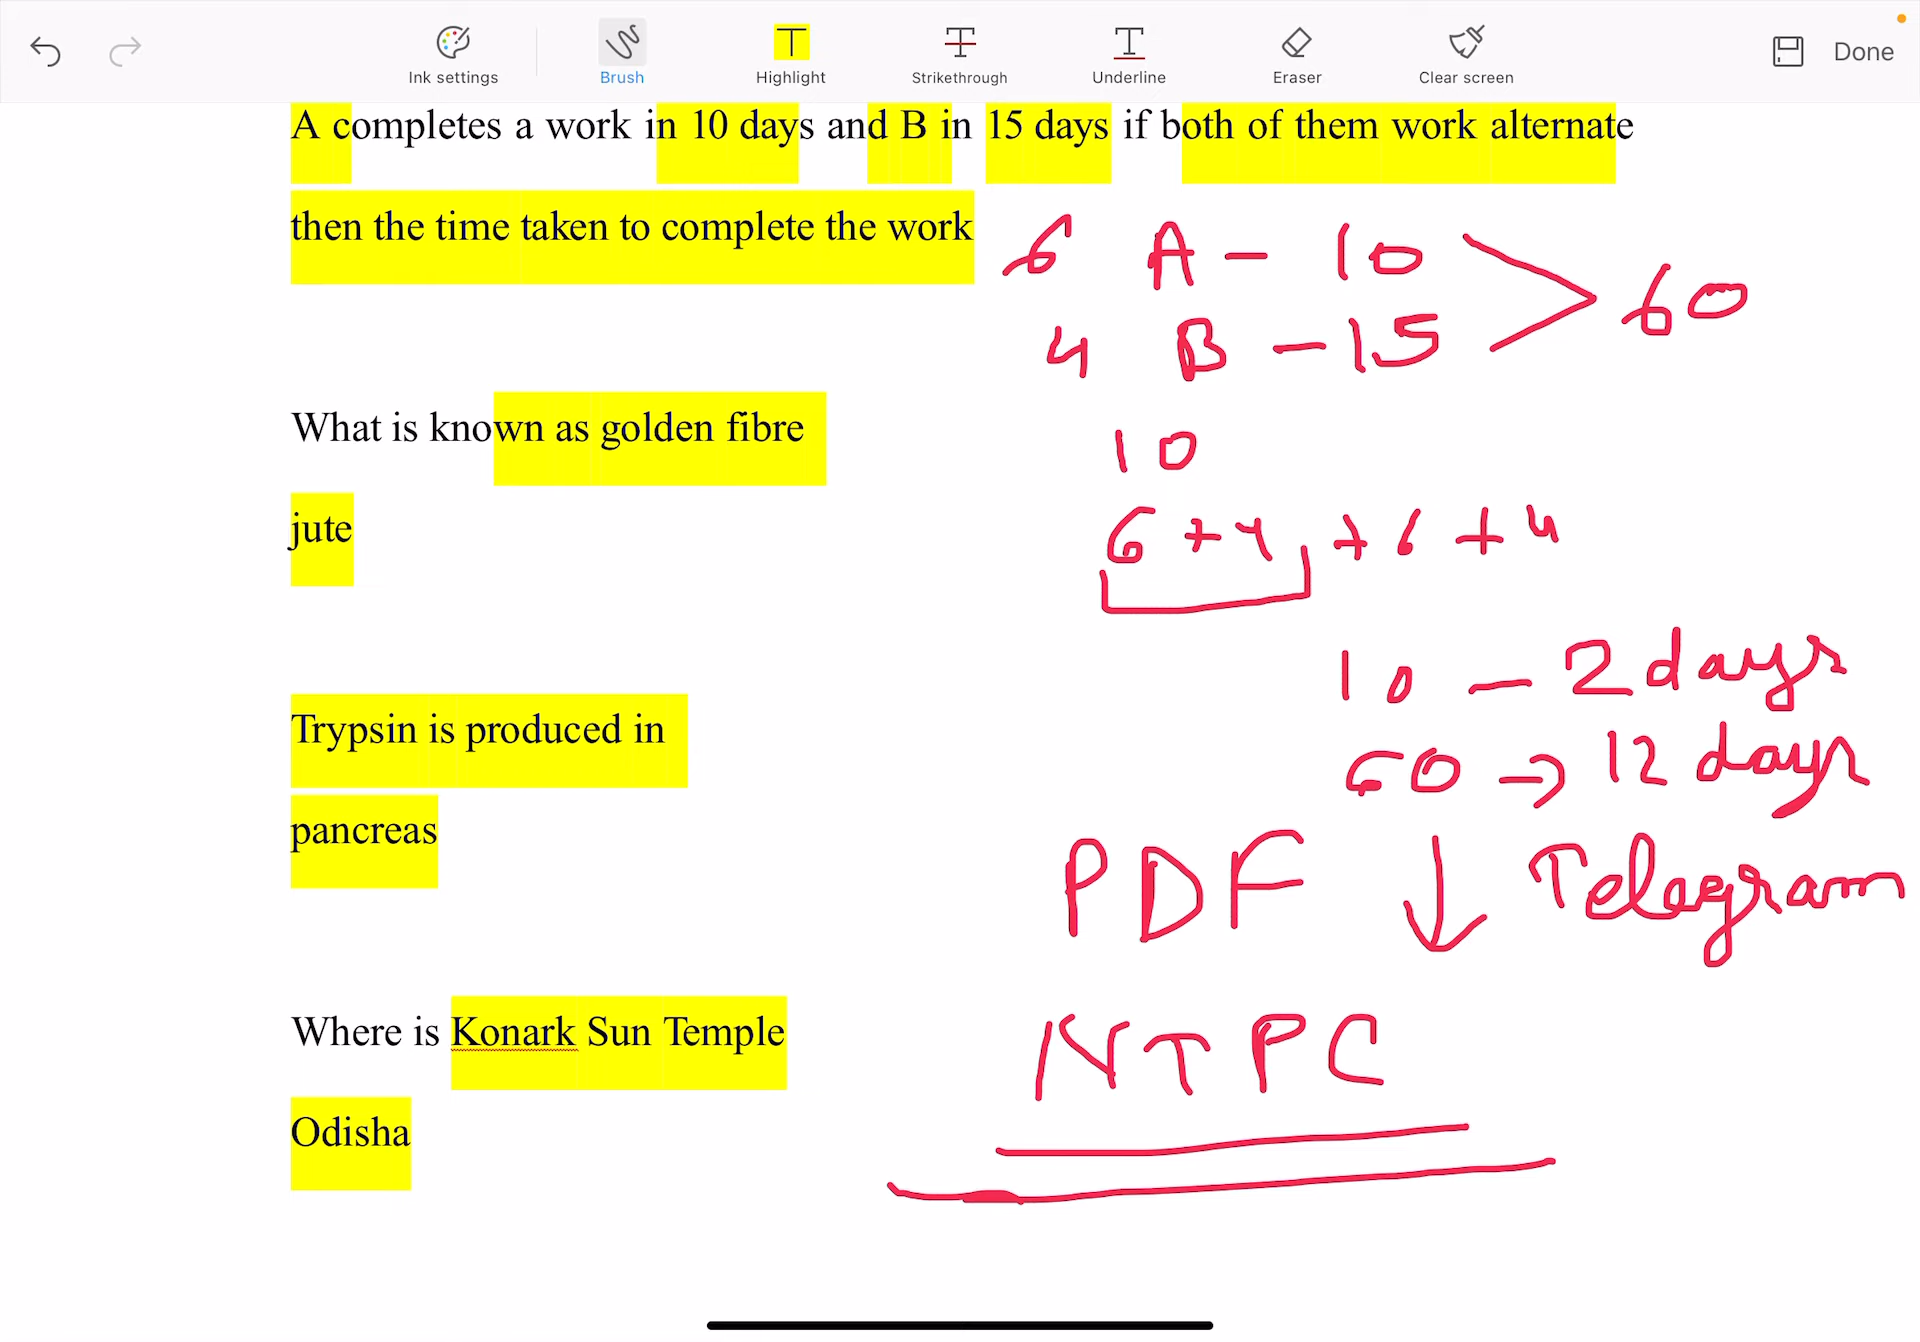 Ink settings
Brush
Highlight
Strikethrough
Underline
Eraser
Clear screen
Done
A completes a work in 10 days and B in 15 days if both of them work alternate
then the time taken to complete the work
6 A - 10
60
4 B - 15
What is known as golden fibre
10
jute
6 + 4 + 6 + 4
10 - 2 days
Trypsin is produced in
60 → 12 days
pancreas
PDF ↓ Telegram
Where is Konark Sun Temple
NTPC
Odisha